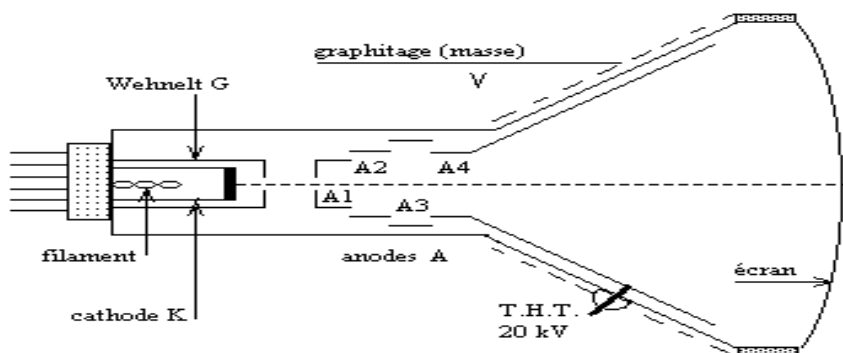 graphitage (masse)
V
Wehnelt G
A2
A4
A1
A3
filament
anodes A
écran
cathode K
T.H.T.
20 kV